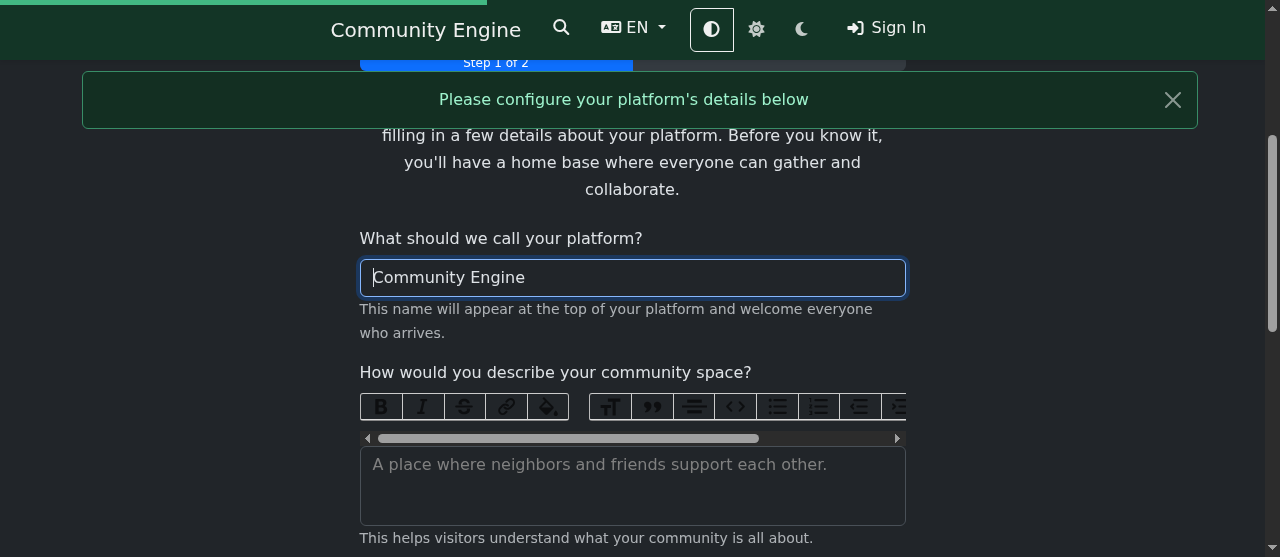 Community Engine
EN
Sign In
Step 1 of 2
Please configure your platform's details below
filling in a few details about your platform. Before you know it,
you'll have a home base where everyone can gather and
collaborate.
What should we call your platform?
Community Engine
This name will appear at the top of your platform and welcome everyone
who arrives.
How would you describe your community space?
A place where neighbors and friends support each other.
This helps visitors understand what your community is all about.